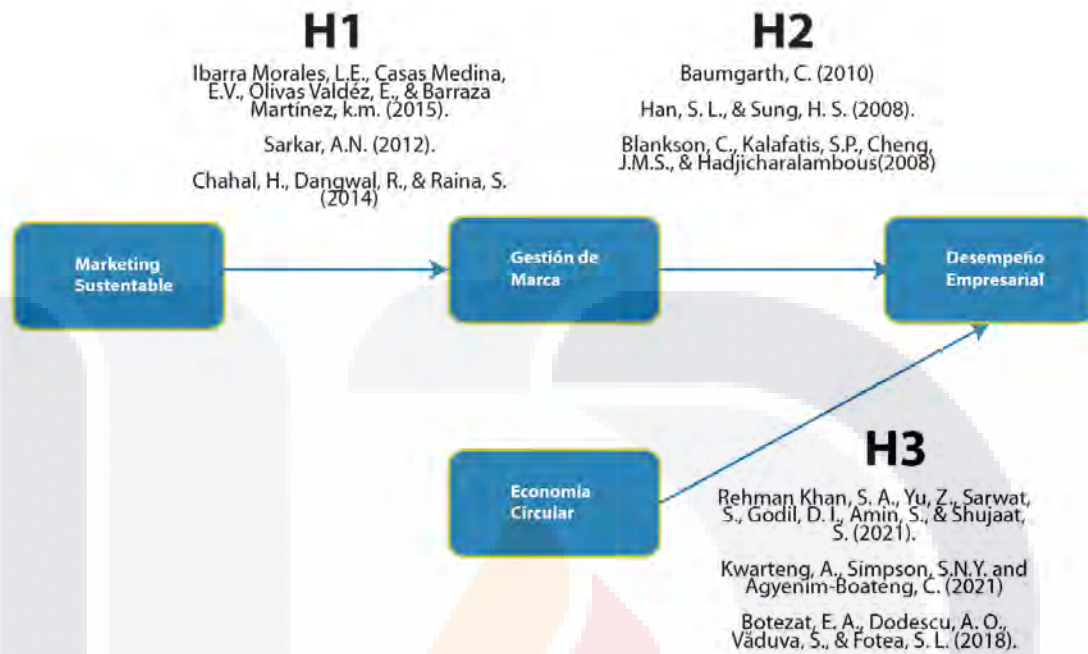 H1
Ibarra Morales, L.E., Casas Medina,
E.V., Olivas Valdéz, E., & Barraza
Martínez, k.m. (2015).
Sarkar, A.N. (2012).
Chahal, H., Dangwal, R., & Raina, S.
(2014)
H2
Baumgarth, C. (2010)
Han, S. L., & Sung, H. S. (2008).
Blankson, C., Kalafatis, S.P., Cheng,
J.M.S., & Hadjicharalambous(2008)
Marketing
Sustentable
Gestión de
Marca
Desempeño
Empresarial
Economía
Circular
H3
Rehman Khan, S. A., Yu, Z., Sarwat,
S., Godil, D. I., Amin, S., & Shujaat,
S. (2021).
Kwarteng, A., Simpson, S.N.Y. and
Agyenim-Boateng, C. (2021)
Botezat, E. A., Dodescu, A. O.,
Văduva, S., & Fotea, S. L. (2018).